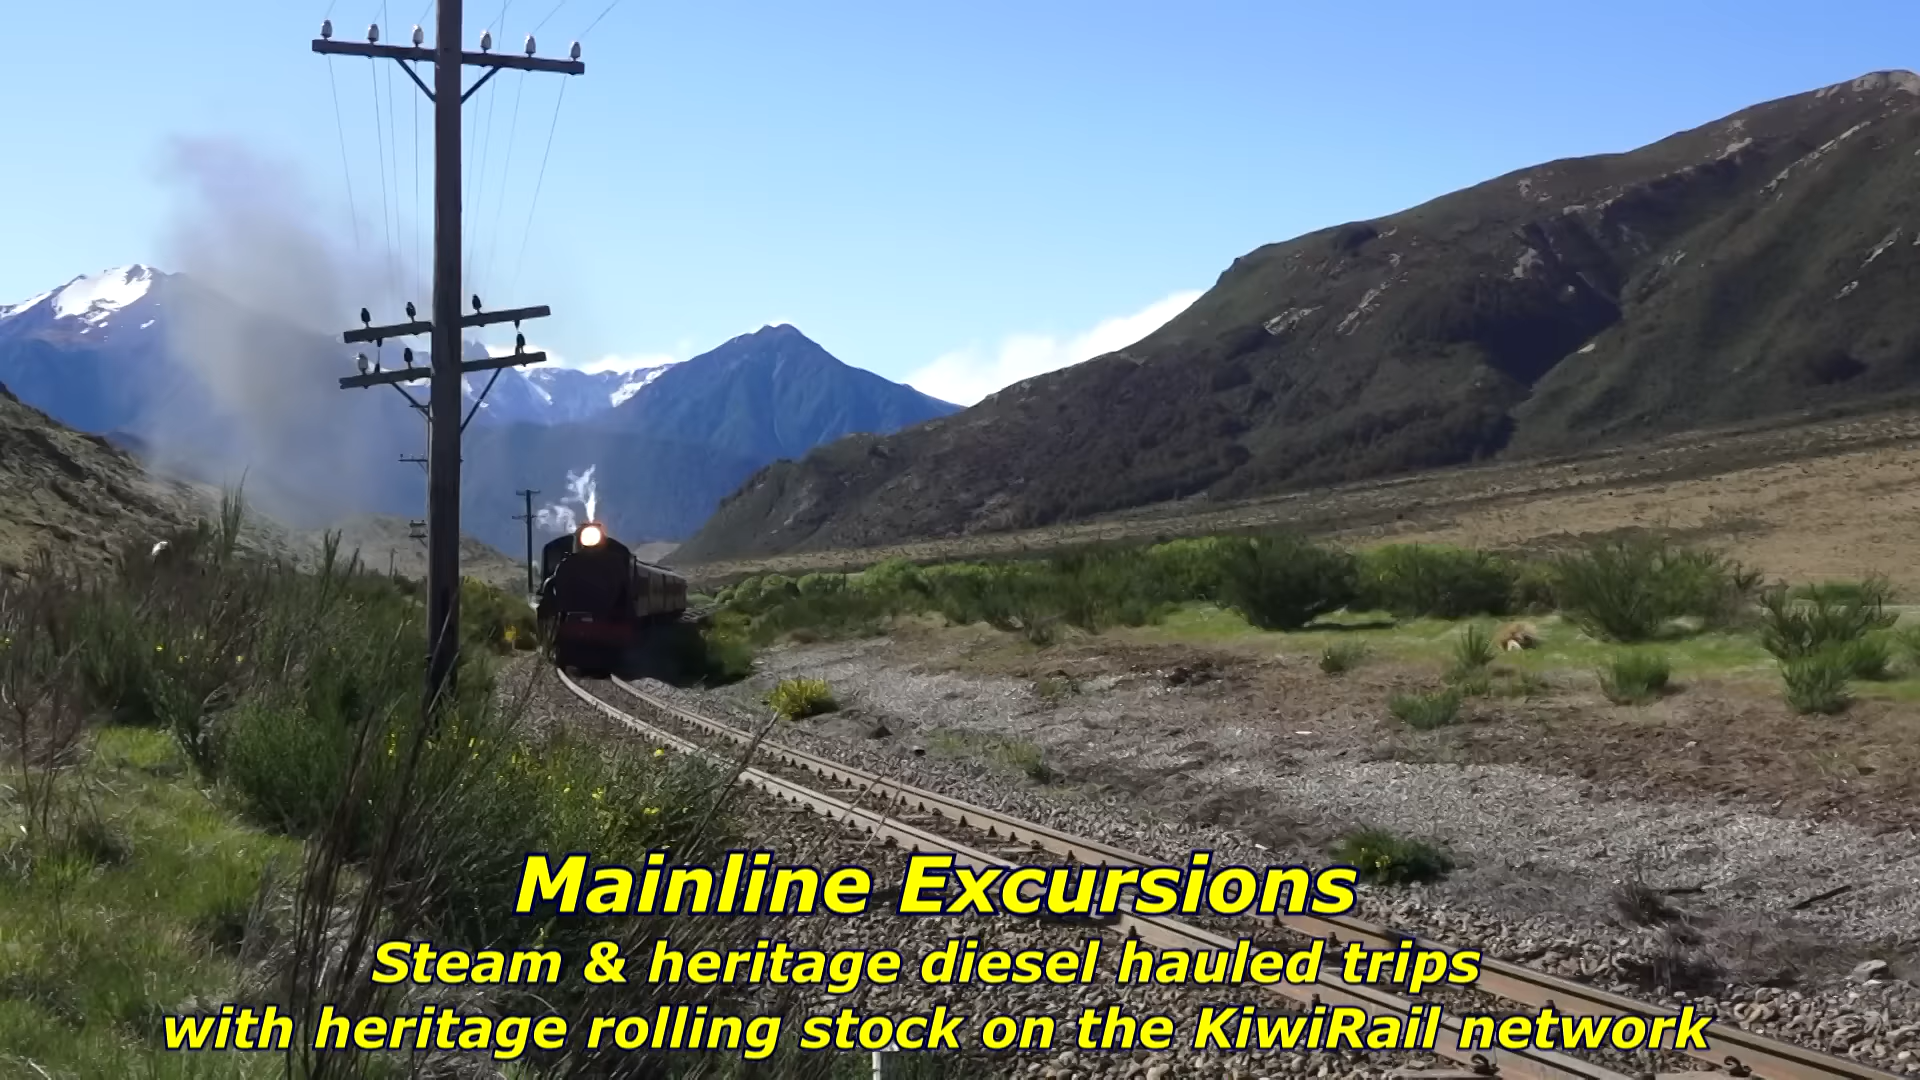 Mainline Excursions
Steam & heritage diesel hauled trips
with heritage rolling stock on the KiwiRail network